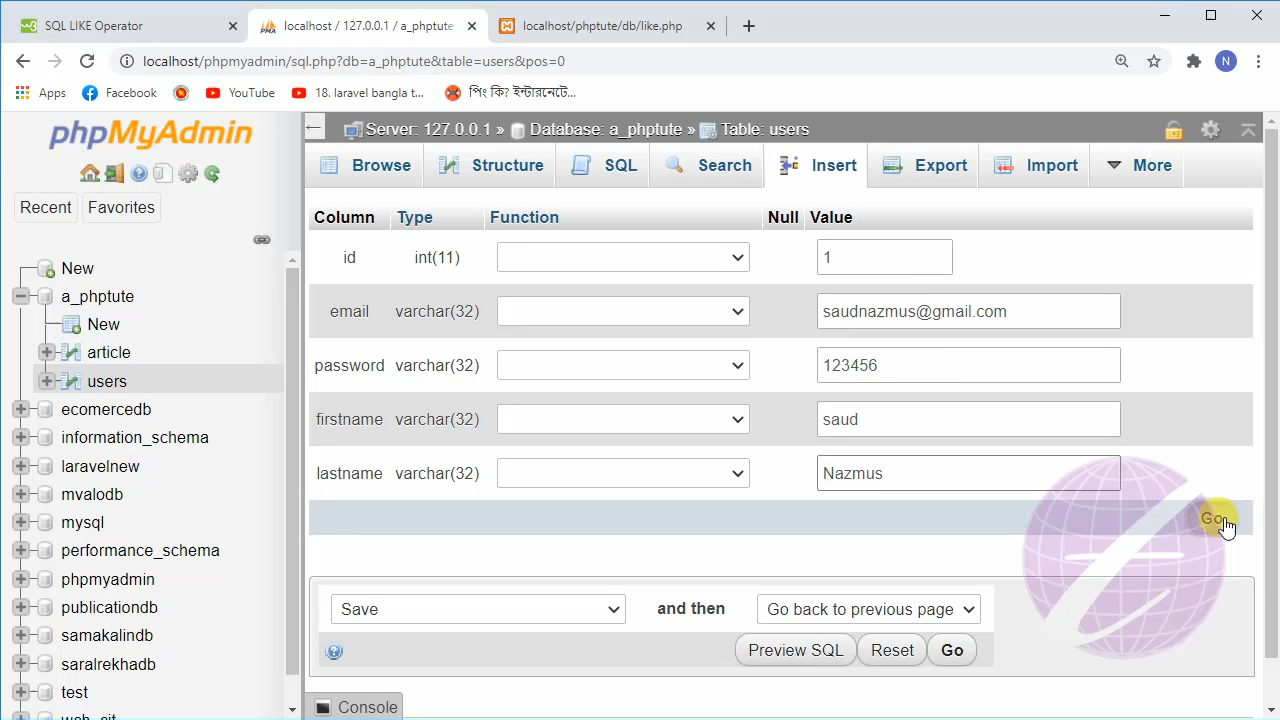 SQL LIKE Operator
localhost / 127.0.0.1 / a_phptute
localhost/phptute/db/like.php
localhost/phpmyadmin/sql.php?db=a_phptute&table=users&pos=0
N
Apps
Facebook
YouTube
18. laravel bangla t...
পিং কি? ইন্টারনেটে...
phpMyAdmin
Recent
Favorites
New
a_phptute
New
article
users
ecomercedb
information_schema
laravelnew
mvalodb
mysql
performance_schema
phpmyadmin
publicationdb
samakalindb
saralrekhadb
test
Server: 127.0.0.1 » Database: a_phptute » Table: users
Browse
Structure
SQL
Search
Insert
Export
Import
More
Column Type Function Null Value
id int(11) 1
email varchar(32) saudnazmus@gmail.com
password varchar(32) 123456
firstname varchar(32) saud
lastname varchar(32) Nazmus
Go
Save and then Go back to previous page
Preview SQL Reset Go
Console